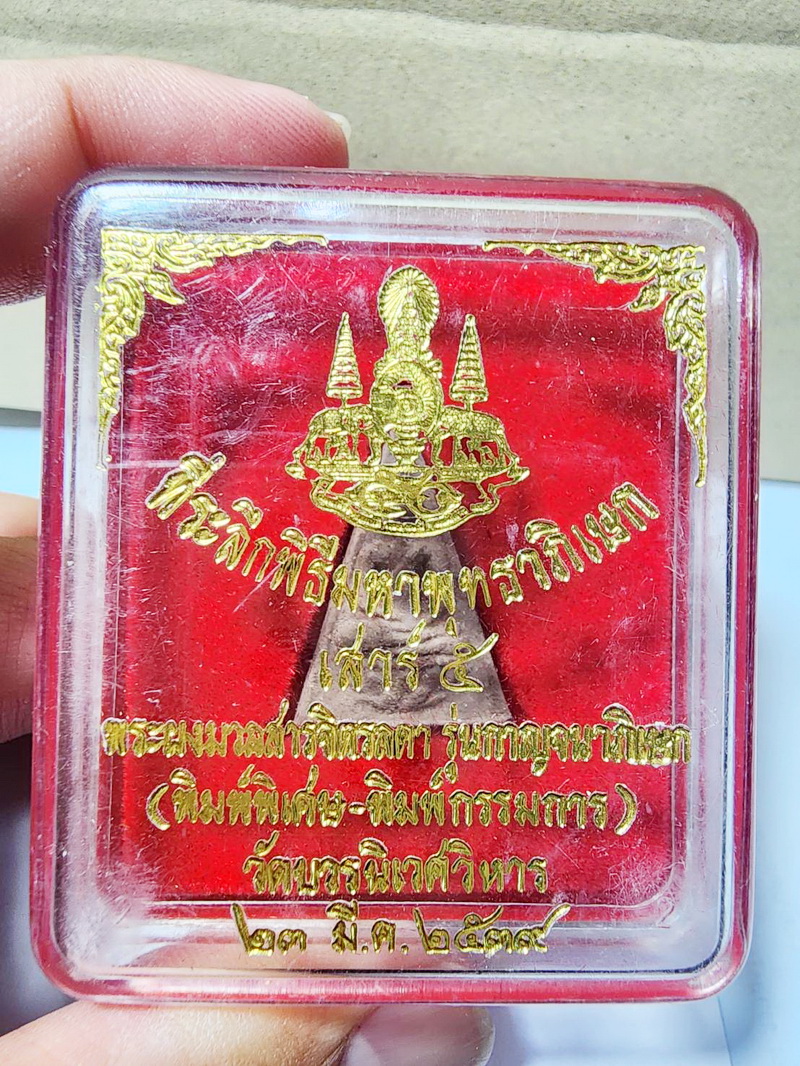 ที่ระลึกพิธีมหาพุทธาภิเษก
เสาร์ ๕
พระผงมวลสารจิตรลดา รุ่นกาญจนาภิเษก
(พิมพ์พิเศษ-พิมพ์กรรมการ)
วัดบวรนิเวศวิหาร
๒๓ มี.ค. ๒๕๓๙